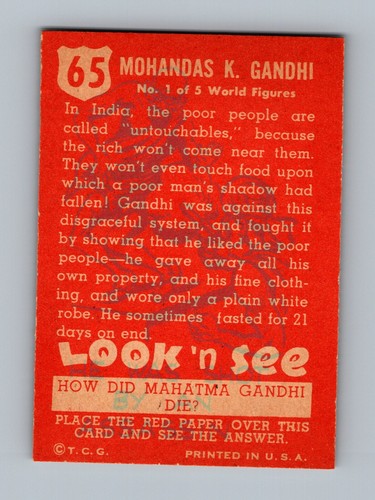 65 MOHANDAS K. GANDHI
No. 1 of 5 World Figures
In India, the poor people are
called "untouchables," because
the rich won't come near them.
They won't even touch food upon
which a poor man's shadow had
fallen! Gandhi was against this
disgraceful system, and fought it
by showing that he liked the poor
people—he gave away all his
own property, and his fine cloth-
ing, and wore only a plain white
robe. He sometimes fasted for 21
days on end.
LOOK 'n SEE
HOW DID MAHATMA GANDHI
DIE?
PLACE THE RED PAPER OVER THIS
CARD AND SEE THE ANSWER.
© T. C. G. PRINTED IN U. S. A.